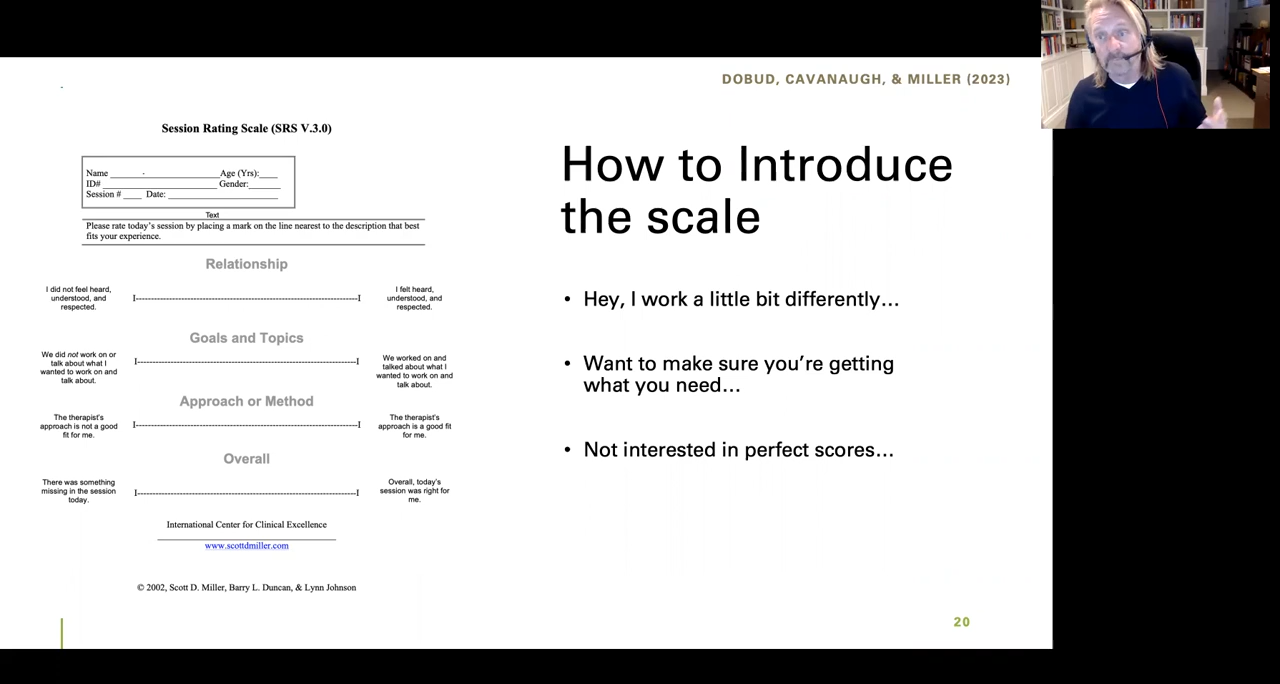 DOBUD, CAVANAUGH, & MILLER (2023)
Session Rating Scale (SRS V.3.0)
Name ______-________________Age (Yrs):____
ID# _________________________ Gender:_______
Session # ____ Date: ________________________
Text
Please rate today's session by placing a mark on the line nearest to the description that best
fits your experience.
Relationship
I did not feel heard,
understood, and
respected.
I-------------------------------------------------------------------------I
I felt heard,
understood, and
respected.
Goals and Topics
We did not work on or
talk about what I
wanted to work on and
talk about.
I-------------------------------------------------------------------------I
We worked on and
talked about what I
wanted to work on and
talk about.
Approach or Method
The therapist's
approach is not a good
fit for me.
I-------------------------------------------------------------------------I
The therapist's
approach is a good fit
for me.
Overall
There was something
missing in the session
today.
I-------------------------------------------------------------------------I
Overall, today's
session was right for
me.
International Center for Clinical Excellence
www.scottdmiller.com
© 2002, Scott D. Miller, Barry L. Duncan, & Lynn Johnson
How to Introduce
the scale
• Hey, I work a little bit differently…
• Want to make sure you're getting
what you need…
• Not interested in perfect scores…
20